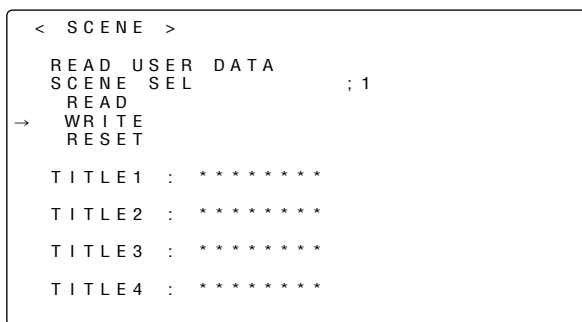 < SCENE >
READ USER DATA
SCENE SEL ;1
READ
→ WRITE
RESET
TITLE1 : ********
TITLE2 : ********
TITLE3 : ********
TITLE4 : ********